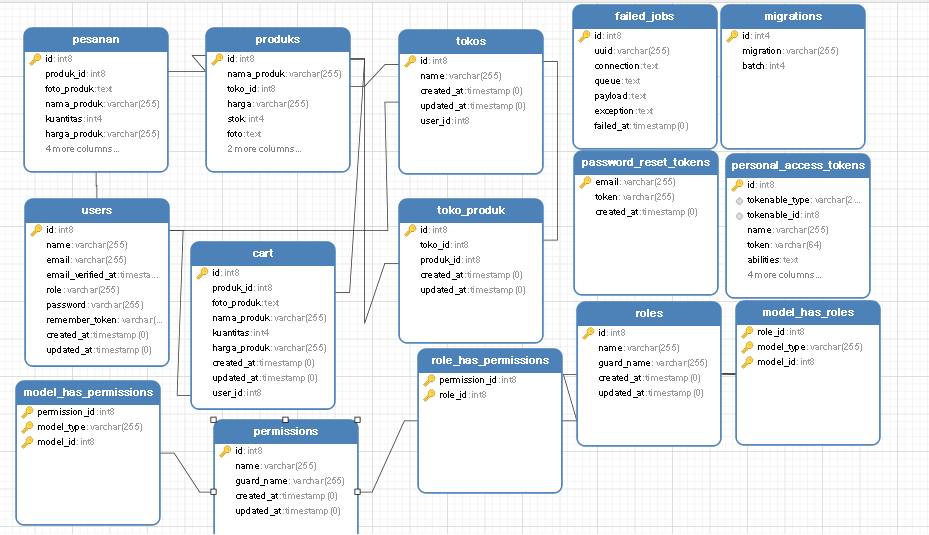 pesanan
id: int8
produk_id: int8
foto_produk: text
nama_produk: varchar(255)
kuantitas: int4
harga_produk: varchar(255)
4 more columns...
produks
id: int8
nama_produk: varchar(255)
toko_id: int8
harga: varchar(255)
stok: int4
foto: text
2 more columns...
tokos
id: int8
name: varchar(255)
created_at: timestamp(0)
updated_at: timestamp(0)
user_id: int8
failed_jobs
id: int8
uuid: varchar(255)
connection: text
queue: text
payload: text
exception: text
failed_at: timestamp(0)
migrations
id: int4
migration: varchar(255)
batch: int4
users
id: int8
name: varchar(255)
email: varchar(255)
email_verified_at: timesta...
role: varchar(255)
password: varchar(255)
remember_token: varchar(...
created_at: timestamp(0)
updated_at: timestamp(0)
cart
id: int8
produk_id: int8
foto_produk: text
nama_produk: varchar(255)
kuantitas: int4
harga_produk: varchar(255)
created_at: timestamp(0)
updated_at: timestamp(0)
user_id: int8
toko_produk
id: int8
toko_id: int8
produk_id: int8
created_at: timestamp(0)
updated_at: timestamp(0)
password_reset_tokens
email: varchar(255)
token: varchar(255)
created_at: timestamp(0)
personal_access_tokens
id: int8
tokenable_type: varchar(2...
tokenable_id: int8
name: varchar(255)
token: varchar(64)
abilities: text
4 more columns...
model_has_permissions
permission_id: int8
model_type: varchar(255)
model_id: int8
permissions
id: int8
name: varchar(255)
guard_name: varchar(255)
created_at: timestamp(0)
updated_at: timestamp(0)
role_has_permissions
permission_id: int8
role_id: int8
roles
id: int8
name: varchar(255)
guard_name: varchar(255)
created_at: timestamp(0)
updated_at: timestamp(0)
model_has_roles
role_id: int8
model_type: varchar(255)
model_id: int8